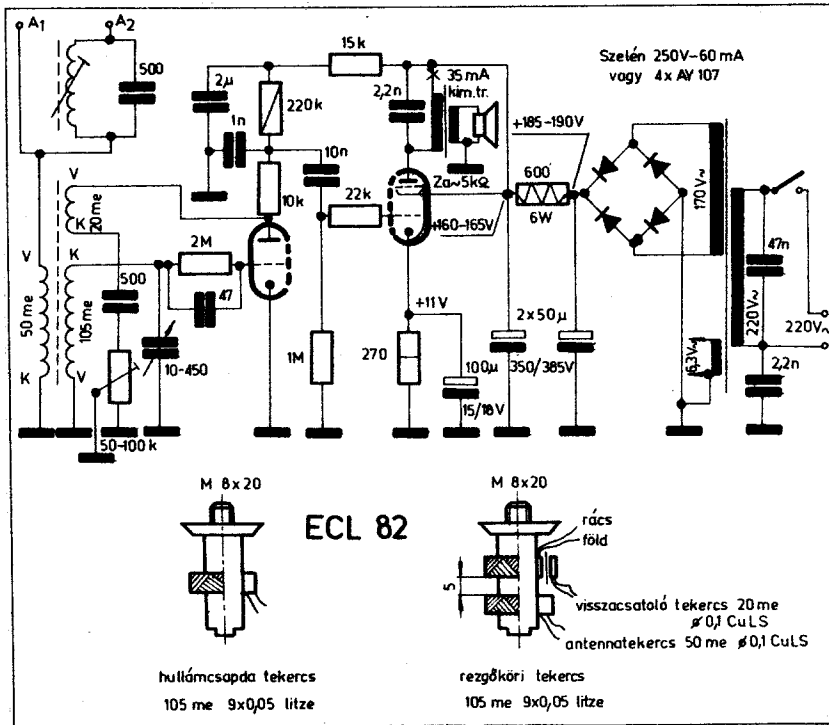 A1
A2
500
2µ
1n
220k
10k
15k
2,2n
35 mA
kim.tr.
Za~5kΩ
Szelén 250V–60 mA
vagy 4x AY 107
+185–190V
600
6W
170V~
47n
220V~
220V~
2,2n
6,3V~
10n
22k
+160–165V
V
20 me
K
V
50 me
K
K
105 me
V
500
50–100 k
10–450
2M
47
1M
270
+11 V
100µ
15/18V
2x50µ
350/385V
M 8x20
ECL 82
M 8x20
rács
föld
5
visszacsatoló tekercs 20 me
ø 0,1 CuLS
antennatekercs 50 me ø 0,1 CuLS
hullámcsapda tekercs
105 me 9x0,05 litze
rezgőköri tekercs
105 me 9x0,05 litze